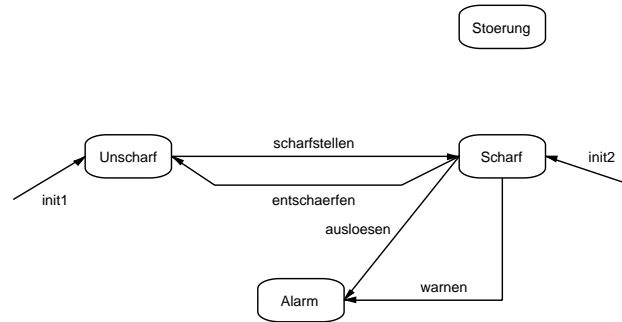 Stoerung
scharfstellen
Unscharf
Scharf
init2
init1
entschaerfen
ausloesen
warnen
Alarm